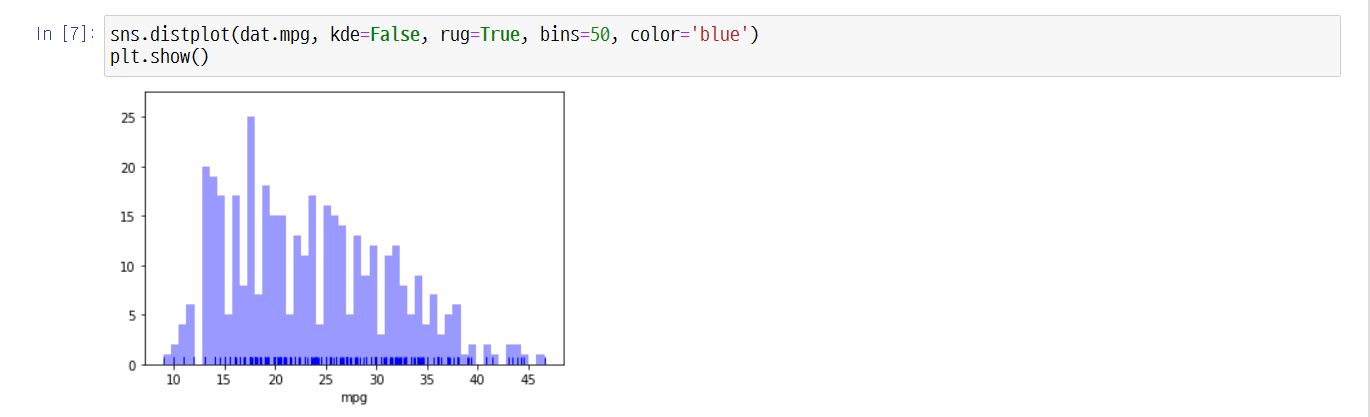 In [7]: sns.distplot(dat.mpg, kde=False, rug=True, bins=50, color='blue')
plt.show()
25
20
15
10
5
0
10 15 20 25 30 35 40 45
mpg